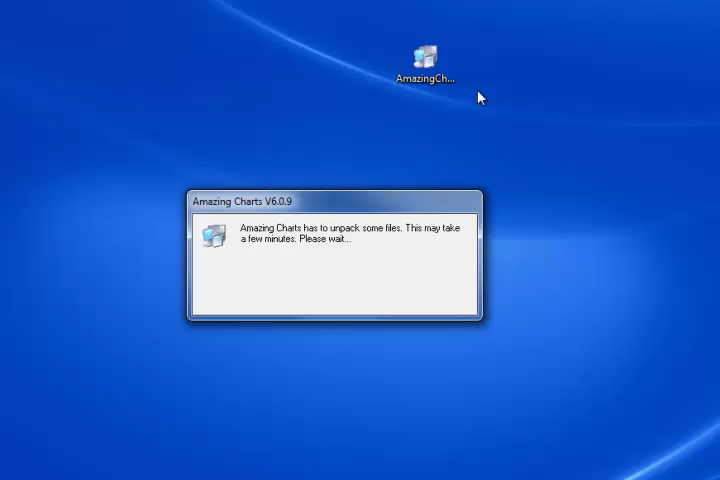 AmazingCh...
Amazing Charts V6.0.9
Amazing Charts has to unpack some files. This may take
a few minutes. Please wait...